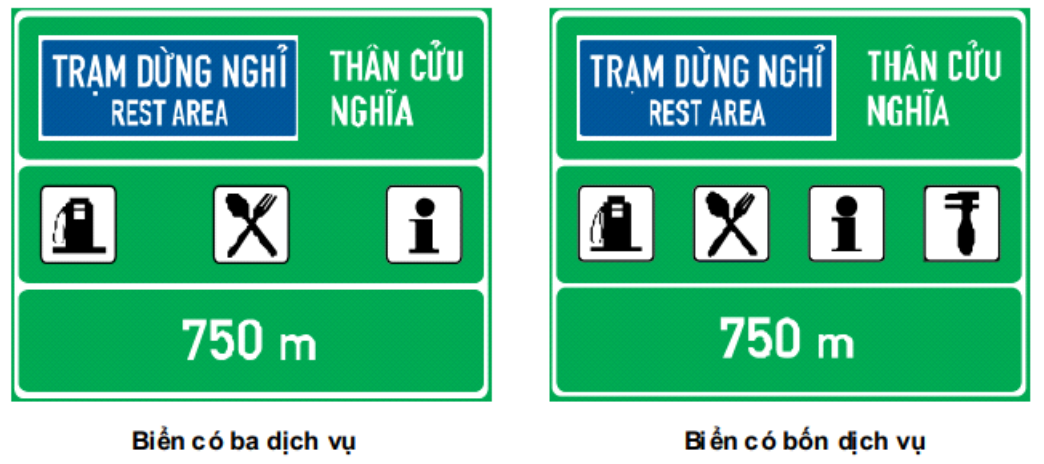 TRẠM DỪNG NGHỈ
REST AREA
THÂN CỬU
NGHĨA
750 m
Biển có ba dịch vụ
TRẠM DỪNG NGHỈ
REST AREA
THÂN CỬU
NGHĨA
750 m
Biển có bốn dịch vụ